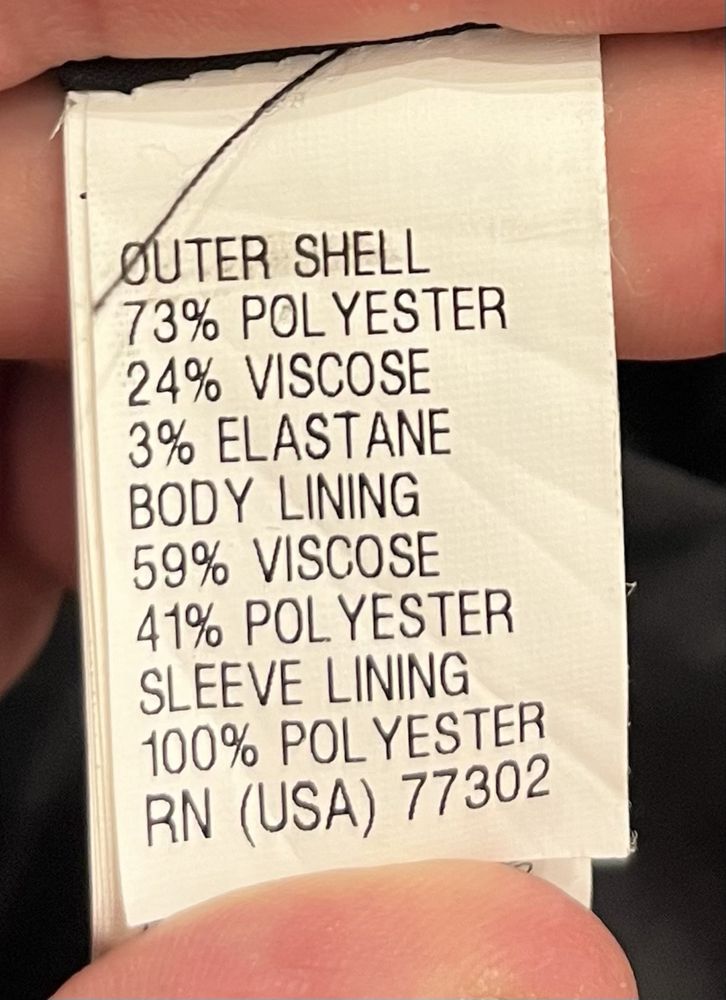 OUTER SHELL
73% POLYESTER
24% VISCOSE
3% ELASTANE
BODY LINING
59% VISCOSE
41% POLYESTER
SLEEVE LINING
100% POLYESTER
RN (USA) 77302